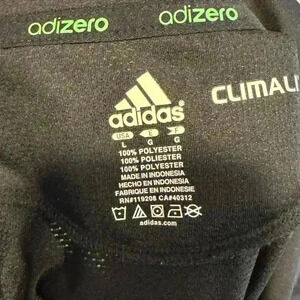 adizero
adizero
adidas®
CLIMALI
USA E F
L G G
100% POLYESTER
100% POLIESTER
100% POLYESTER
MADE IN INDONESIA
HECHO EN INDONESIA
FABRIQUE EN INDONESIE
RN#119208 CA#40312
adidas.com